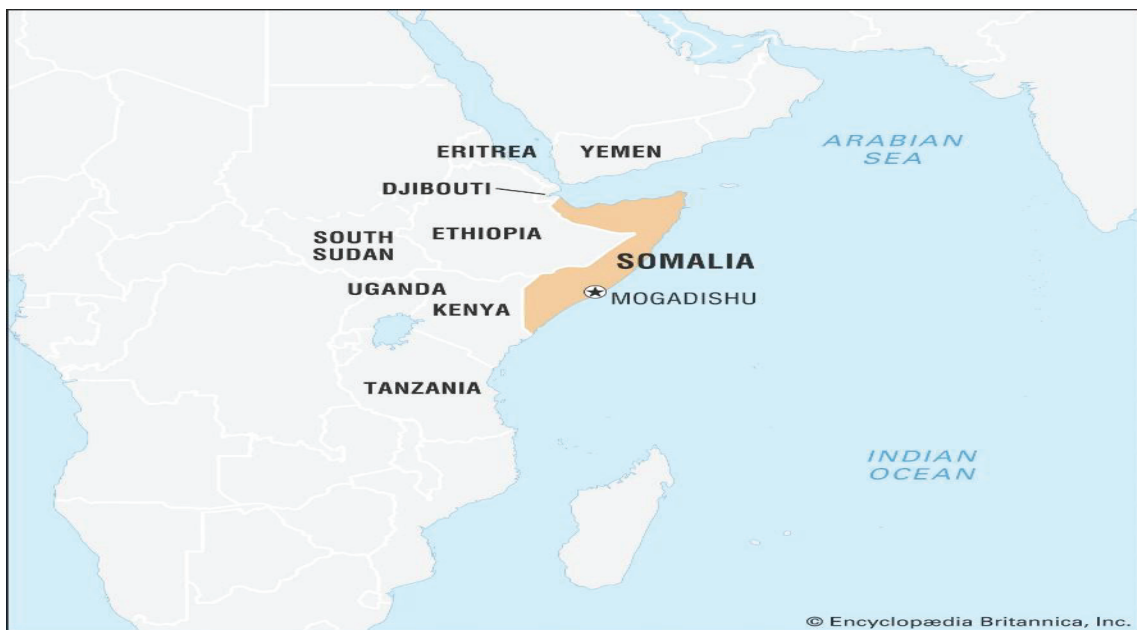 ARABIAN
SEA
ERITREA
YEMEN
DJIBOUTI
ETHIOPIA
SOUTH
SUDAN
SOMALIA
UGANDA
MOGADISHU
KENYA
TANZANIA
INDIAN
OCEAN
© Encyclopædia Britannica, Inc.